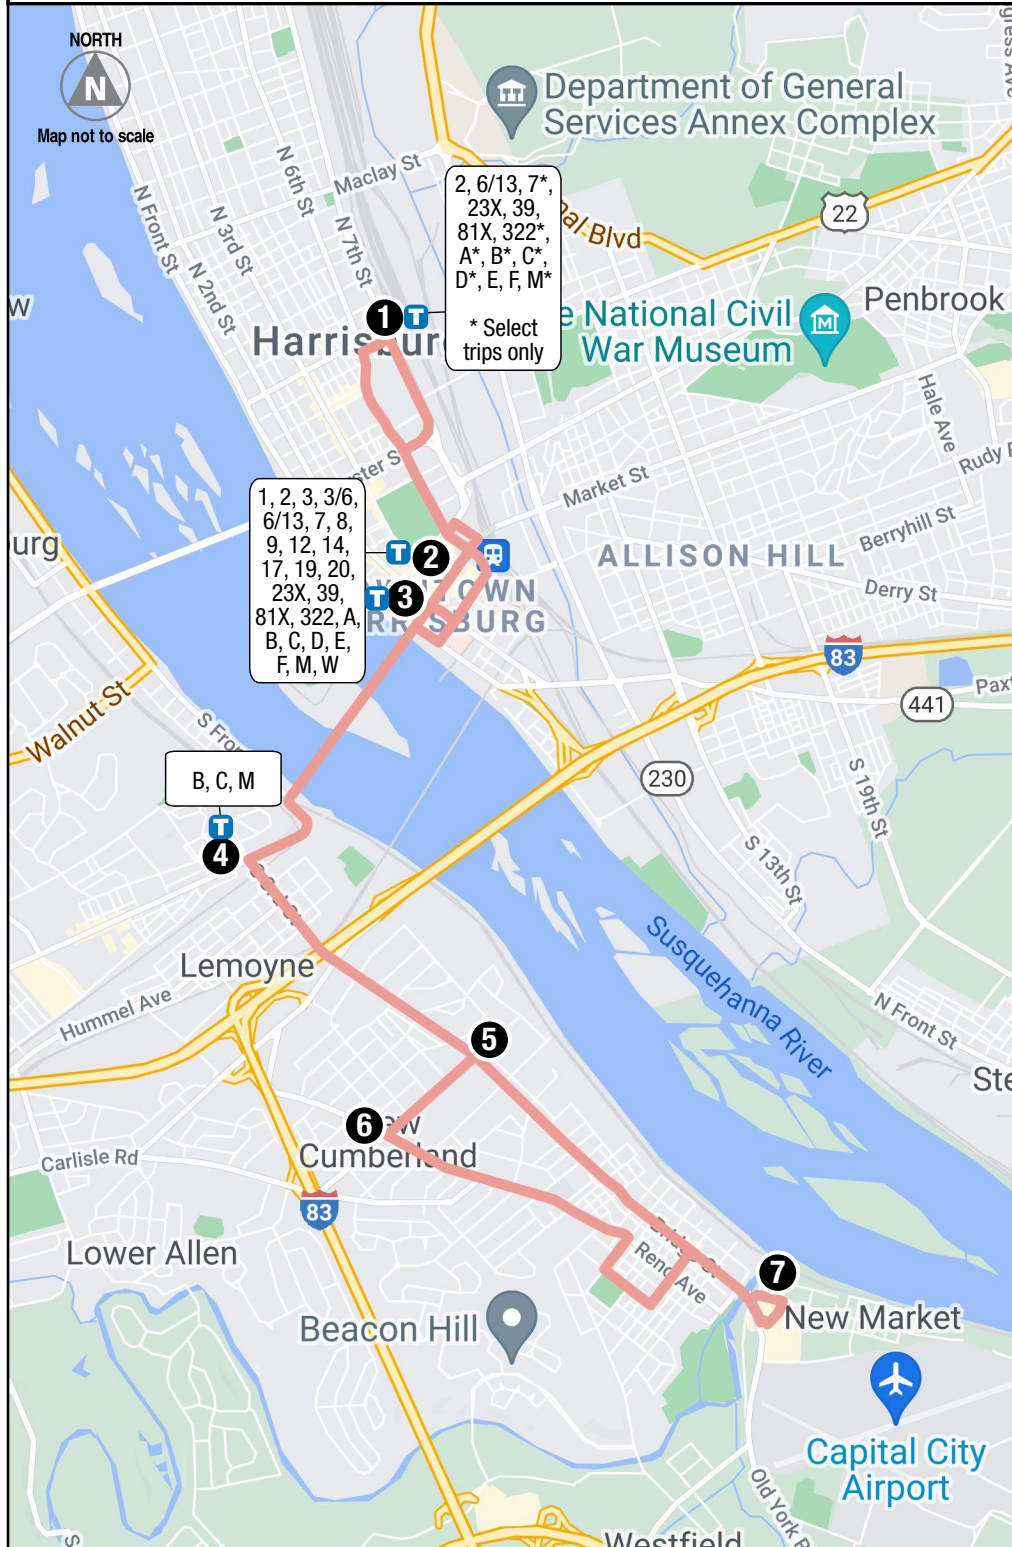 NORTH
N
Map not to scale
Department of General
Services Annex Complex
N 6th St
Maclay St
N Front St
N 3rd St
N 7th St
N 2nd St
2, 6/13, 7*,
23X, 39,
81X, 322*,
A*, B*, C*,
D*, E, F, M*
* Select
trips only
Blvd
22
Penbrook
1
T
Harrisbur
National Civil
War Museum
M
Hale Ave
Market St
Berryhill St
1, 2, 3, 3/6,
6/13, 7, 8,
9, 12, 14,
17, 19, 20,
23X, 39,
81X, 322, A,
B, C, D, E,
F, M, W
T
2
T
3
ALLISON HILL
Derry St
83
441
Walnut St
230
S 19th St
B, C, M
T
4
S 13th St
Susquehanna River
Lemoyne
Hummel Ave
N Front St
5
6
Cumberland
Carlisle Rd
83
Lower Allen
Bridge St
Reno Ave
7
New Market
Beacon Hill
Capital City
Airport
Westfield